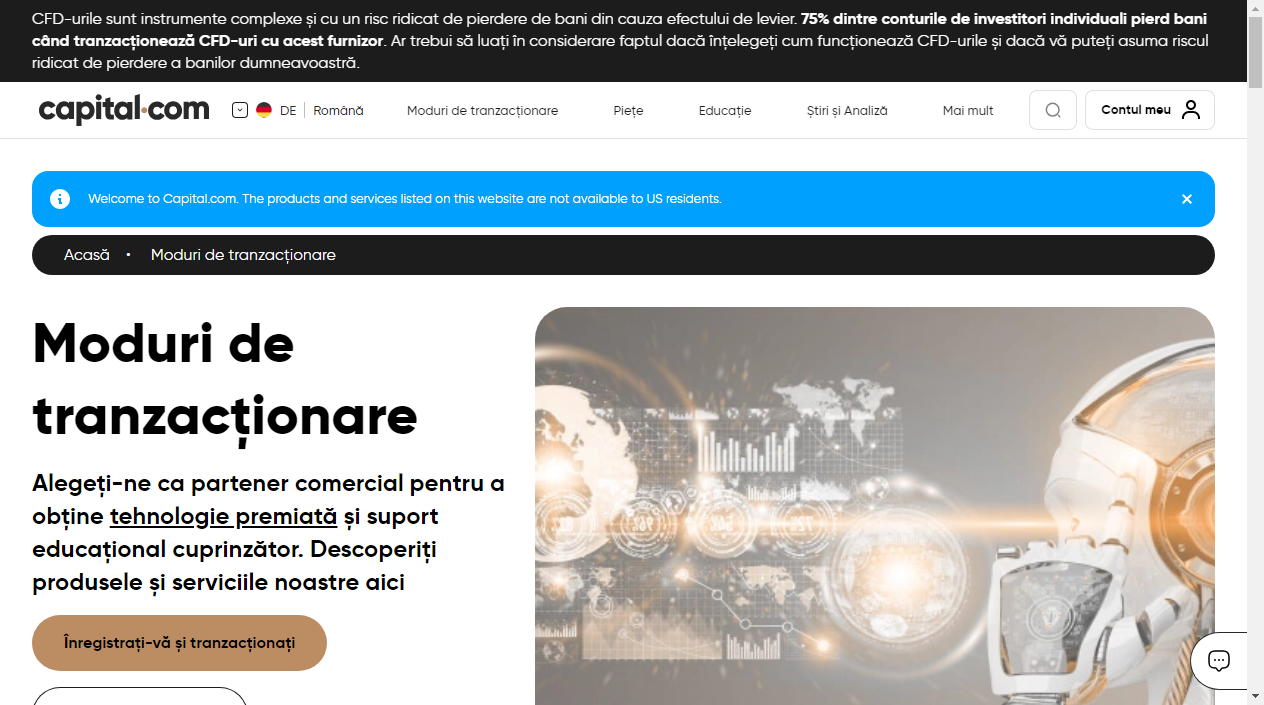 CFD-urile sunt instrumente complexe și cu un risc ridicat de pierdere de bani din cauza efectului de levier. 75% dintre conturile de investitori individuali pierd bani
când tranzacționează CFD-uri cu acest furnizor. Ar trebui să luați în considerare faptul dacă înțelegeți cum funcționează CFD-urile și dacă vă puteți asuma riscul
ridicat de pierdere a banilor dumneavoastră.
capital.com DE Română Moduri de tranzacționare Piețe Educație Știri și Analiză Mai mult Contul meu
Welcome to Capital.com. The products and services listed on this website are not available to US residents.
Acasă • Moduri de tranzacționare
Moduri de
tranzacționare
Alegeți-ne ca partener comercial pentru a
obține tehnologie premiată și suport
educațional cuprinzător. Descoperiți
produsele și serviciile noastre aici
Înregistrați-vă și tranzacționați